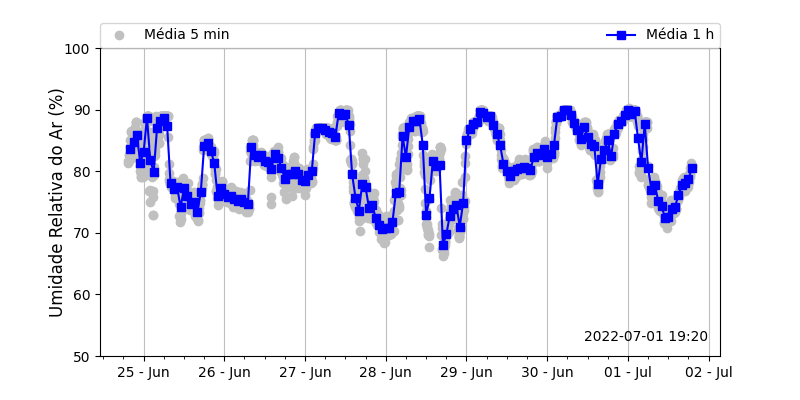 Média 5 min Média 1 h
Umidade Relativa do Ar (%)
100
90
80
70
60
50
2022-07-01 19:20
25 - Jun 26 - Jun 27 - Jun 28 - Jun 29 - Jun 30 - Jun 01 - Jul 02 - Jul